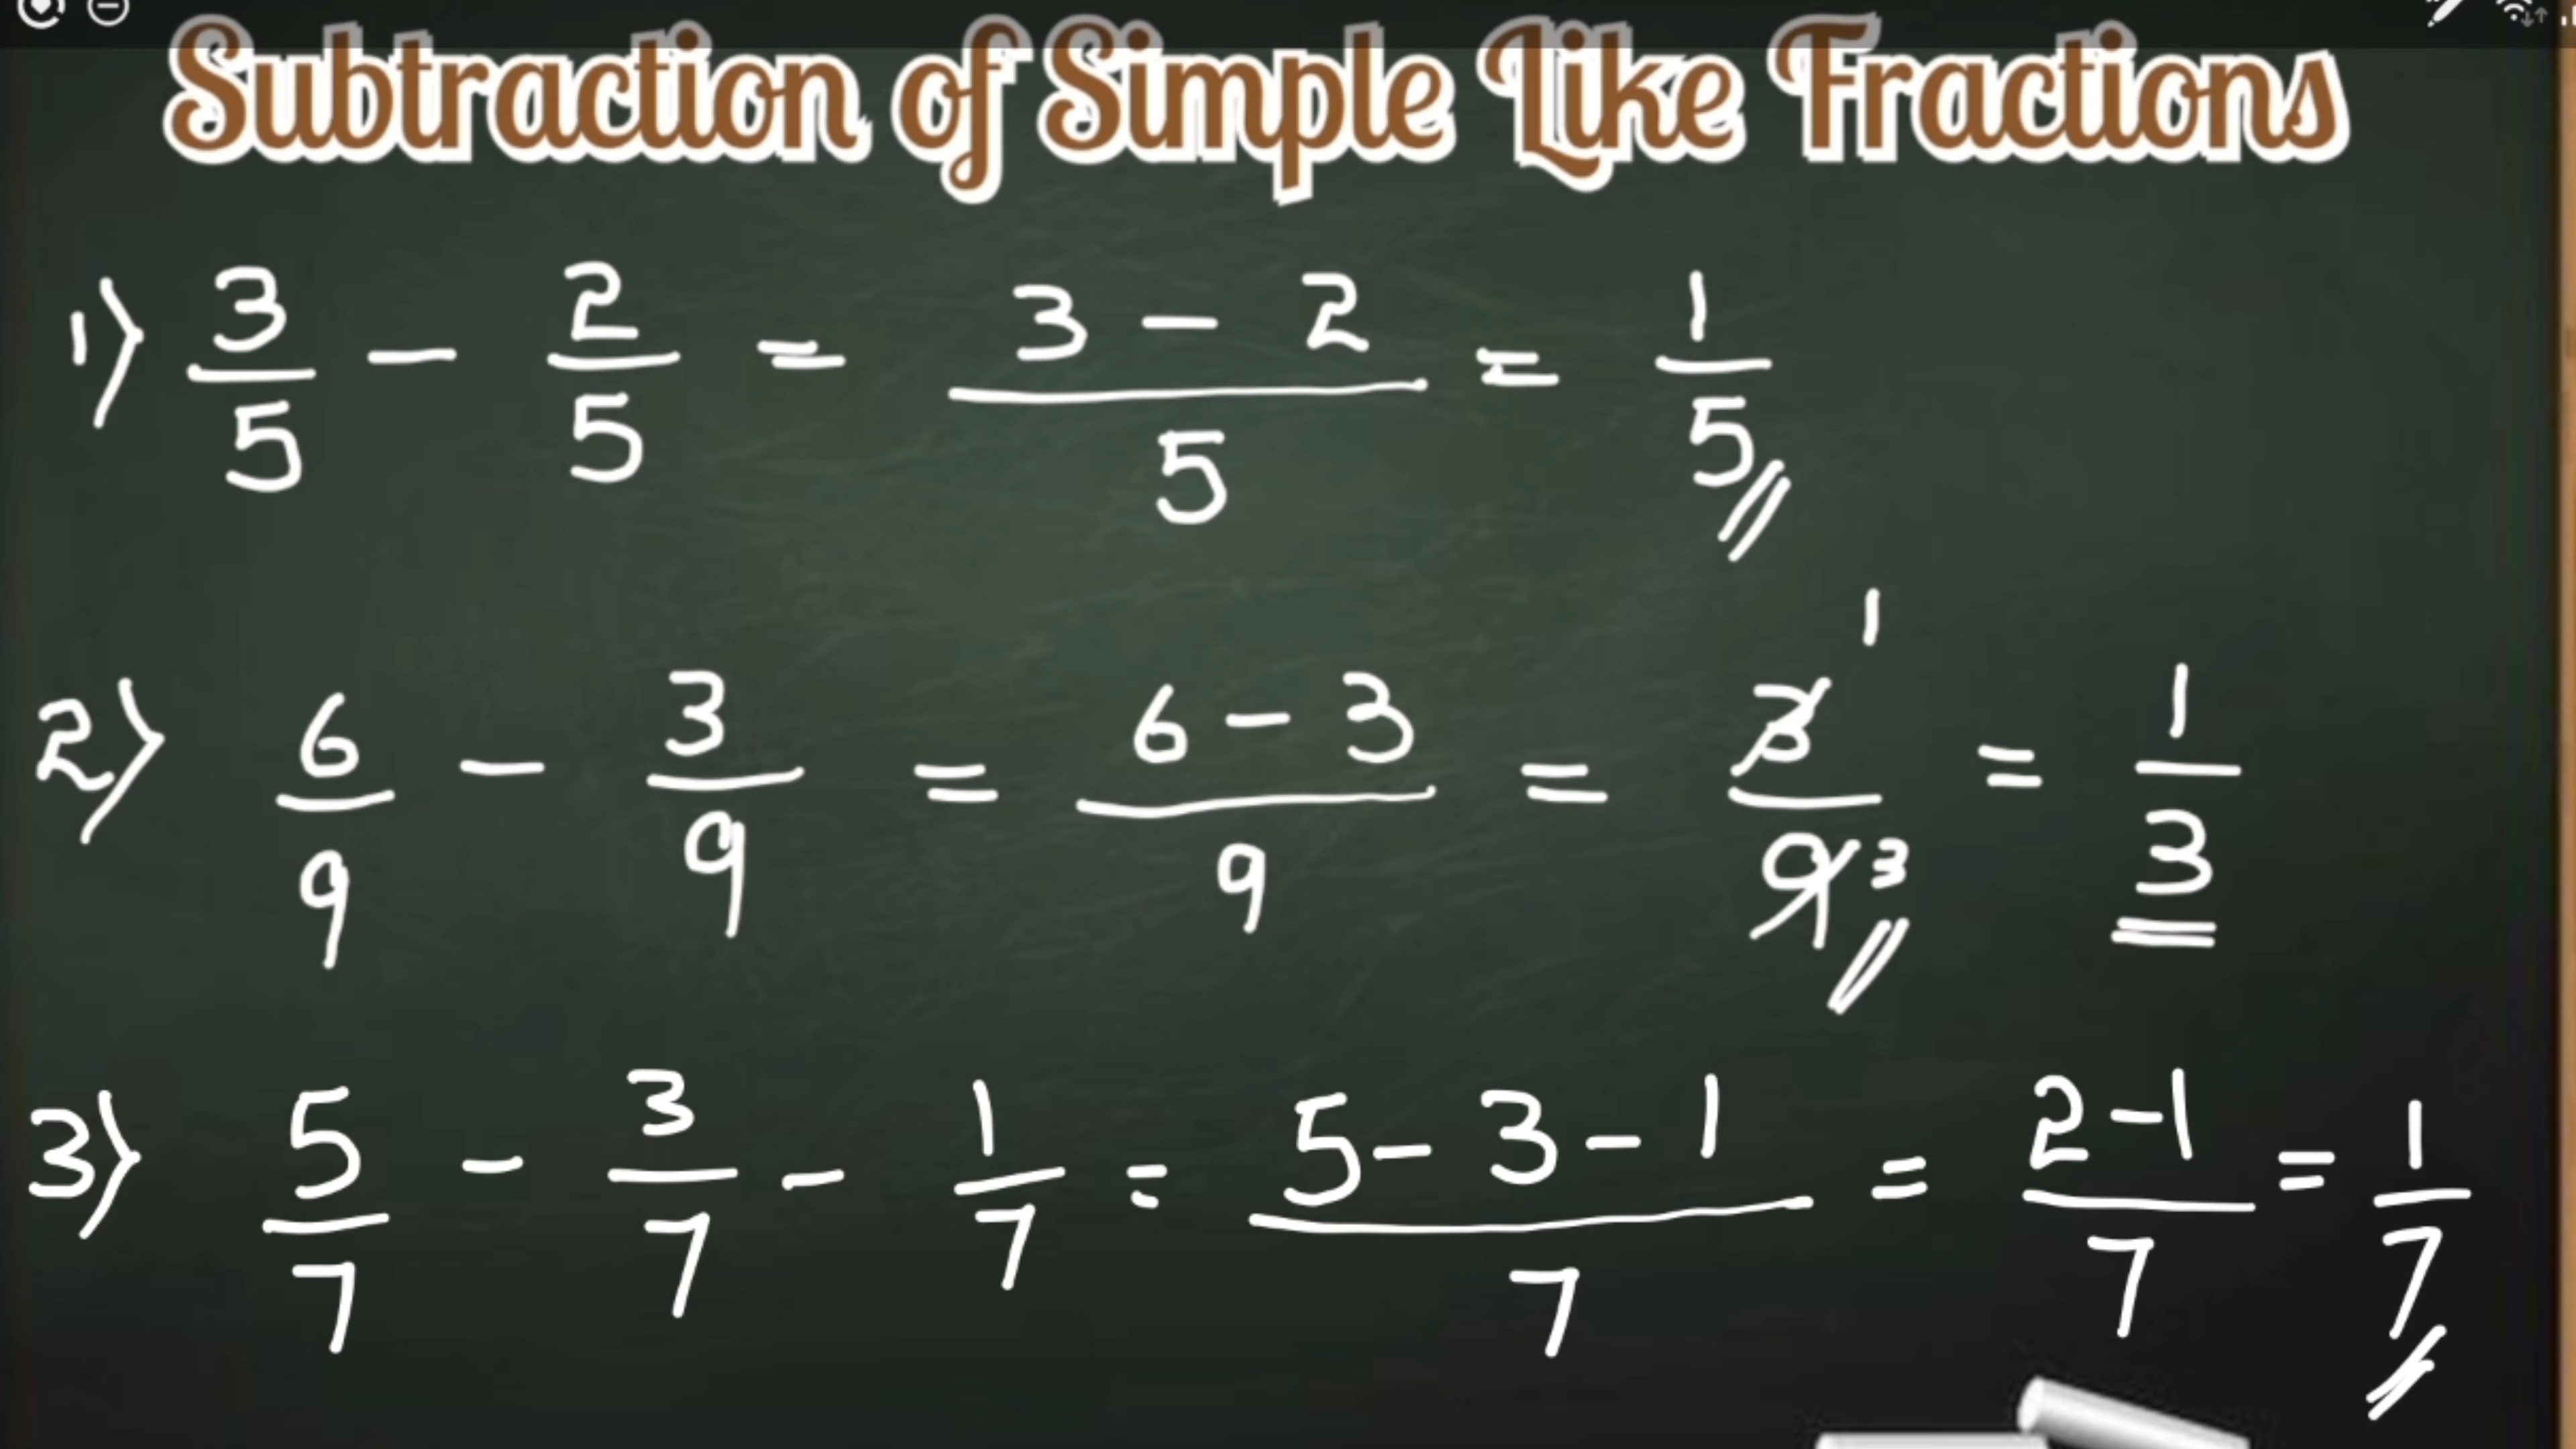 Subtraction of Simple Like Fractions
1) 3/5 - 2/5 = 3 - 2/5 = 1/5
2) 6/9 - 3/9 = 6 - 3/9 = 3/9 1 3 = 1/3
3) 5/7 - 3/7 - 1/7 = 5 - 3 - 1/7 = 2 - 1/7 = 1/7